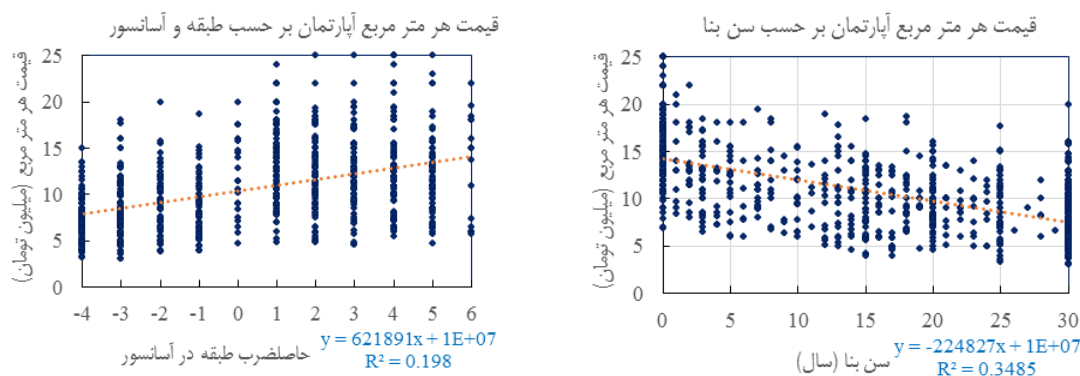 قیمت هر متر مربع آپارتمان بر حسب طبقه و آسانسور
قیمت هر متر مربع (میلیون تومان)
25
20
15
10
5
0
-4 -3 -2 -1 0 1 2 3 4 5 6
حاصلضرب طبقه در آسانسور
y = 621891x + 1E+07
R² = 0.198
قیمت هر متر مربع آپارتمان بر حسب سن بنا
قیمت هر متر مربع (میلیون تومان)
25
20
15
10
5
0
0 5 10 15 20 25 30
سن بنا (سال)
y = -224827x + 1E+07
R² = 0.3485